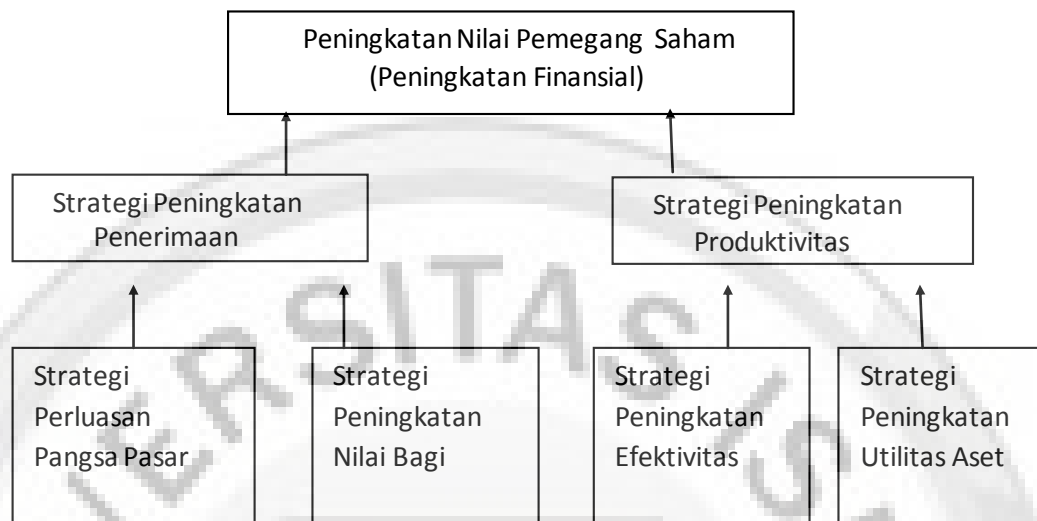 Peningkatan Nilai Pemegang Saham
(Peningkatan Finansial)
Strategi Peningkatan
Penerimaan
Strategi Peningkatan
Produktivitas
Strategi
Perluasan
Pangsa Pasar
Strategi
Peningkatan
Nilai Bagi
Strategi
Peningkatan
Efektivitas
Strategi
Peningkatan
Utilitas Aset